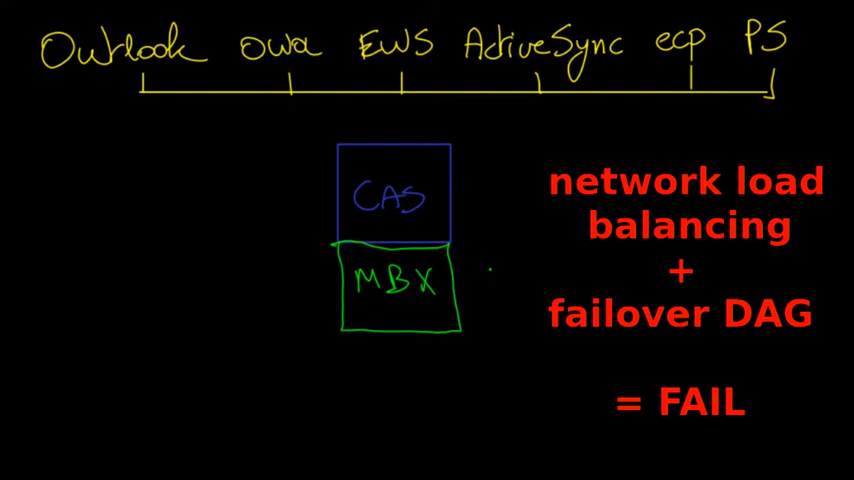 Outlook owa EWS ActiveSync ecp PS
CAS
MBX
network load
balancing
+
failover DAG
= FAIL